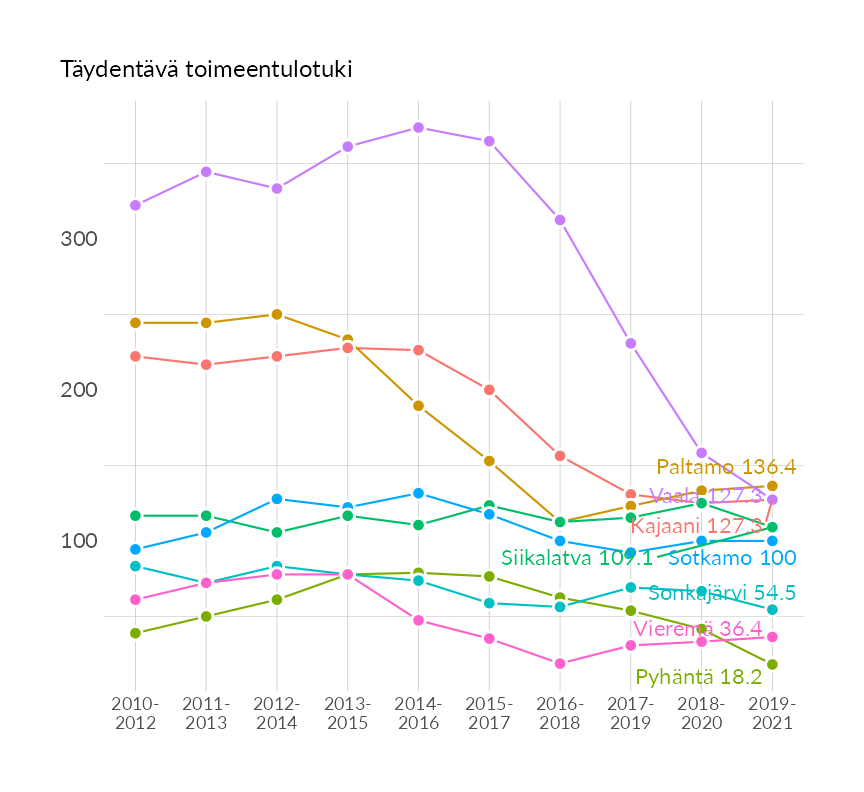 Täydentävä toimeentulotuki
300
200
100
Paltamo 136.4
Vaala 127.3
Kajaani 127.3
Siikalatva 109.1
Sotkamo 100
Sonkajärvi 54.5
Vieremä 36.4
Pyhäntä 18.2
2010- 2011- 2012- 2013- 2014- 2015- 2016- 2017- 2018- 2019-
2012 2013 2014 2015 2016 2017 2018 2019 2020 2021